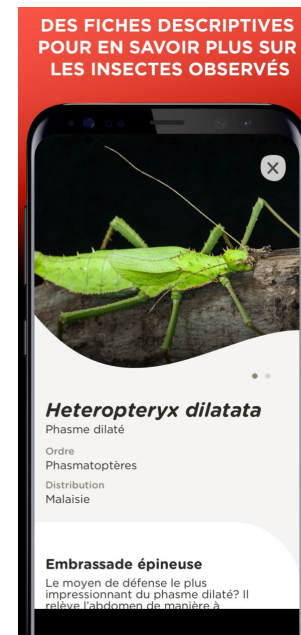 DES FICHES DESCRIPTIVES
POUR EN SAVOIR PLUS SUR
LES INSECTES OBSERVÉS
Heteropteryx dilatata
Phasme dilaté
Ordre
Phasmatoptères
Distribution
Malaisie
Embrassade épineuse
Le moyen de défense le plus
impressionnant du phasme dilaté? Il
relève l'abdomen de manière à